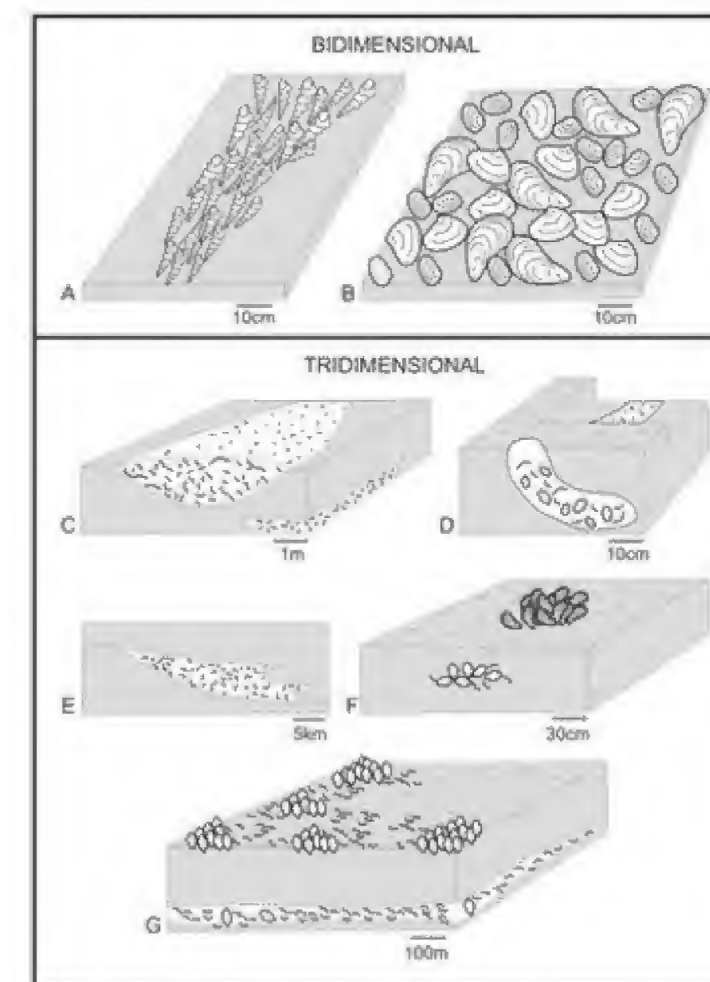 BIDIMENSIONAL
A
10cm
B
10cm
TRIDIMENSIONAL
C
1m
D
10cm
E
5km
F
30cm
G
100m